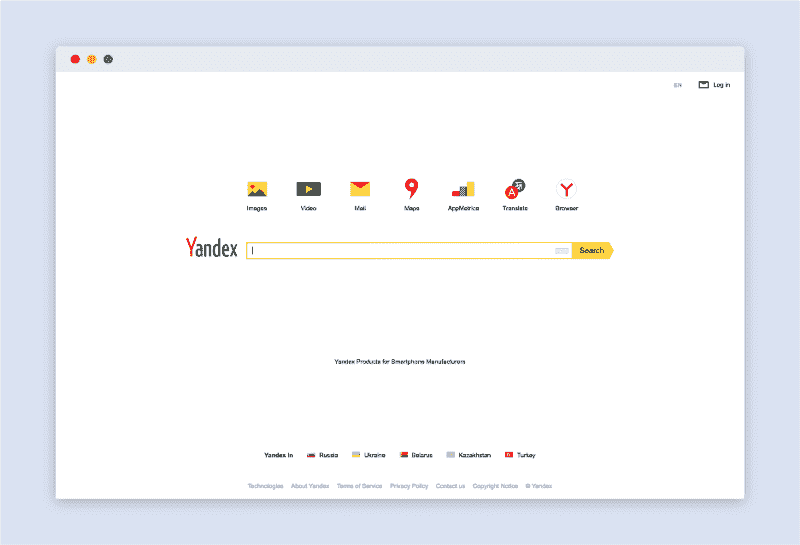 EN Log in
Images Video Mail Maps AppMetrica Translate Browser
Yandex Search
Yandex Products for Smartphone Manufacturers
Yandex in Russia Ukraine Belarus Kazakhstan Turkey
Technologies About Yandex Terms of Service Privacy Policy Contact us Copyright Notice © Yandex